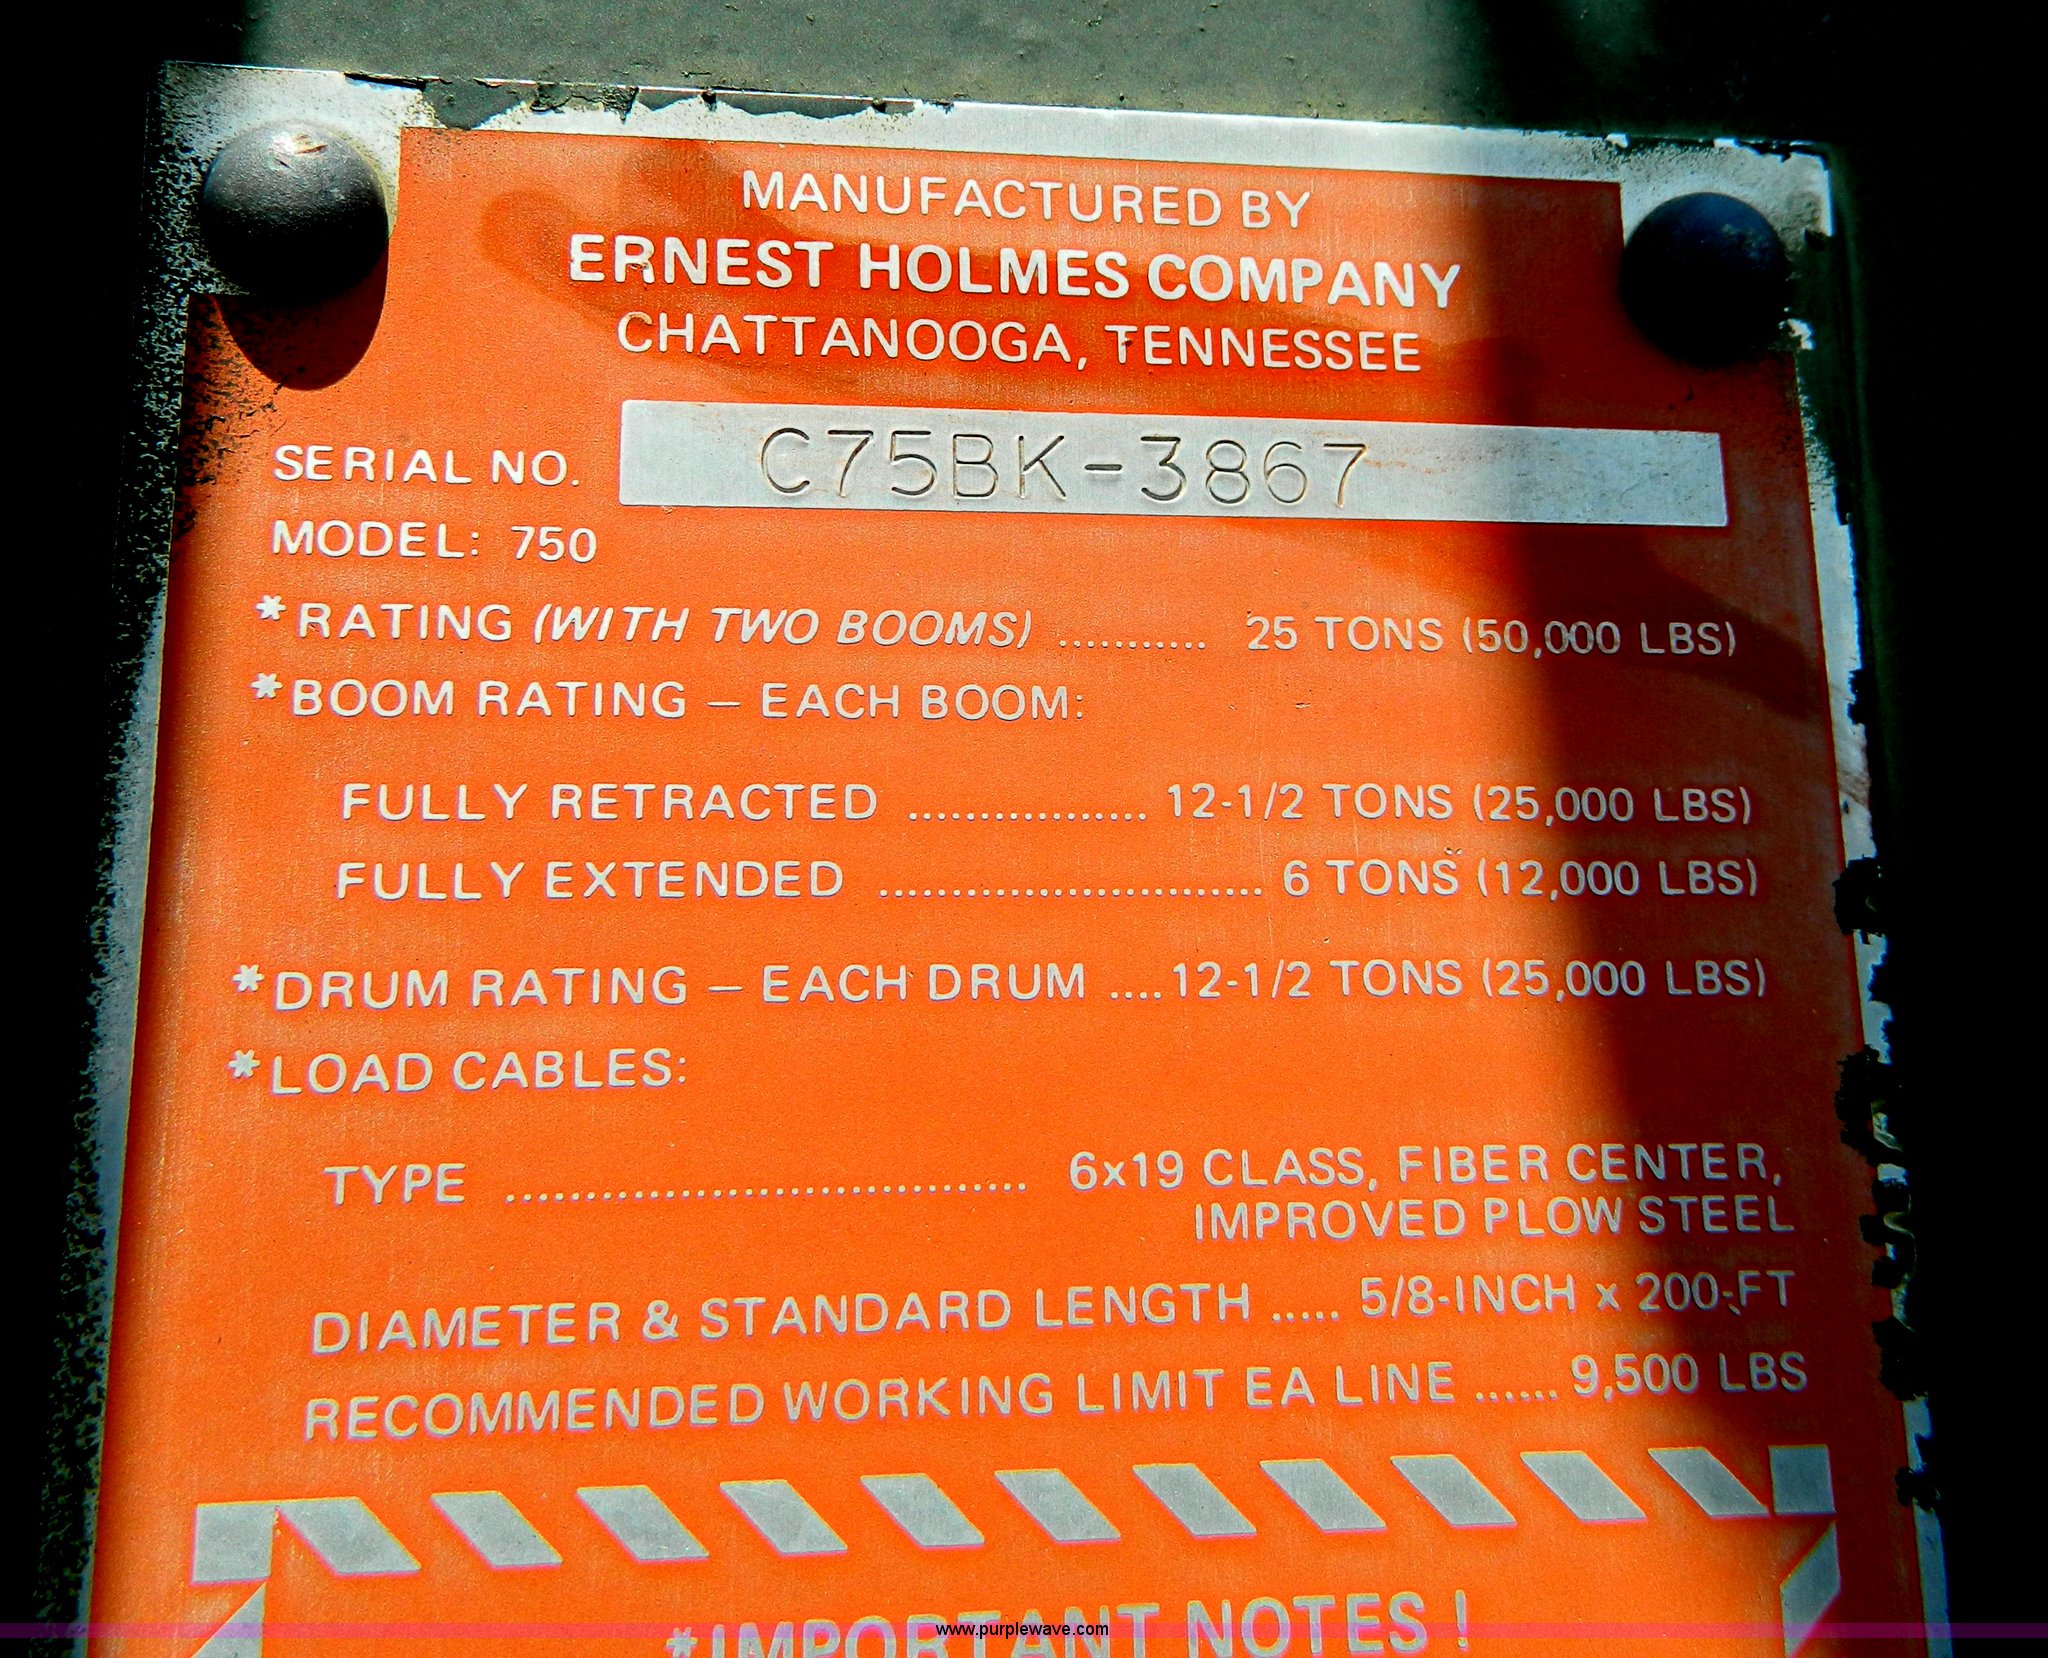 MANUFACTURED BY
ERNEST HOLMES COMPANY
CHATTANOOGA, TENNESSEE
SERIAL NO. C75BK-3867
MODEL: 750
*RATING (WITH TWO BOOMS) ........... 25 TONS (50,000 LBS)
*BOOM RATING — EACH BOOM:
FULLY RETRACTED ................. 12-1/2 TONS (25,000 LBS)
FULLY EXTENDED ........................... 6 TONS (12,000 LBS)
*DRUM RATING — EACH DRUM ....12-1/2 TONS (25,000 LBS)
*LOAD CABLES:
TYPE ................................. 6x19 CLASS, FIBER CENTER,
IMPROVED PLOW STEEL
DIAMETER & STANDARD LENGTH ..... 5/8-INCH x 200-FT
RECOMMENDED WORKING LIMIT EA LINE ...... 9,500 LBS
*IMPORTANT NOTES !
www.purplewave.com